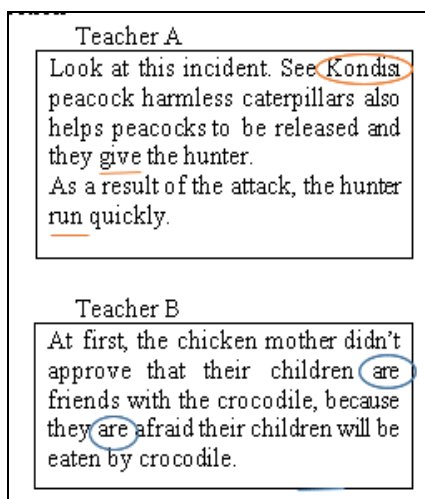 Teacher A
Look at this incident. See Kondisi
peacock harmless caterpillars also
helps peacocks to be released and
they give the hunter.
As a result of the attack, the hunter
run quickly.
Teacher B
At first, the chicken mother didn't
approve that their children are
friends with the crocodile, because
they are afraid their children will be
eaten by crocodile.